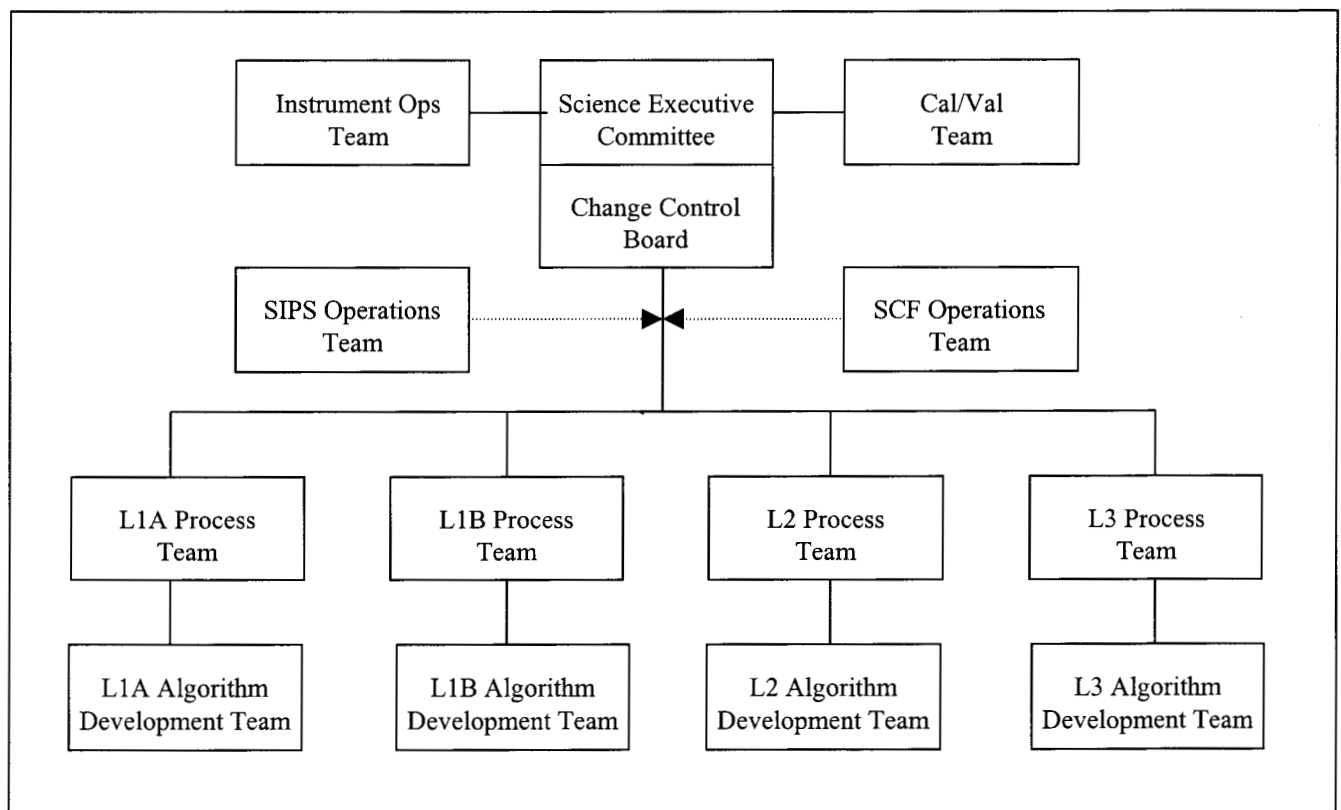 Instrument Ops
Team
Science Executive
Committee
Cal/Val
Team
Change Control
Board
SIPS Operations
Team
SCF Operations
Team
L1A Process
Team
L1B Process
Team
L2 Process
Team
L3 Process
Team
L1A Algorithm
Development Team
L1B Algorithm
Development Team
L2 Algorithm
Development Team
L3 Algorithm
Development Team